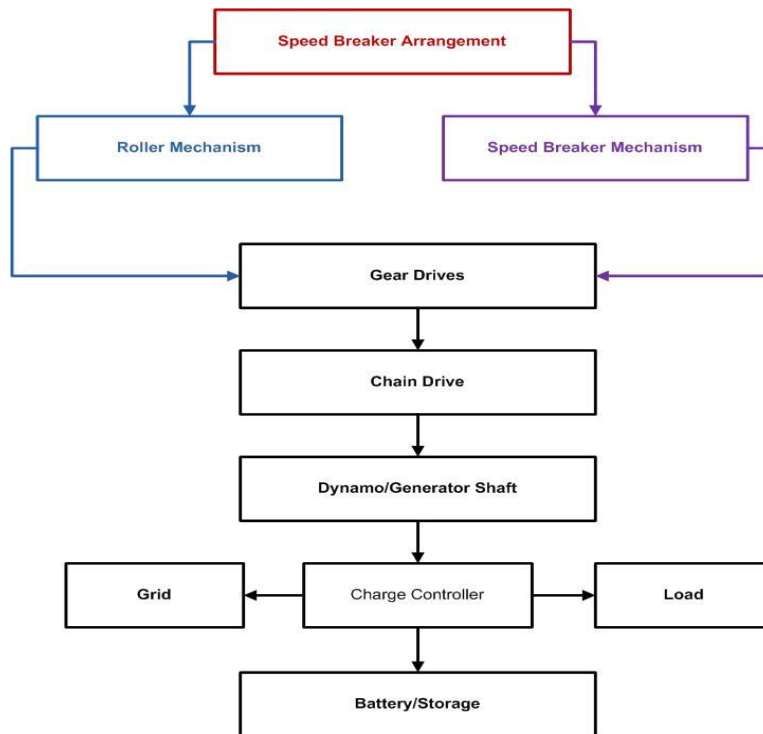 Speed Breaker Arrangement
Roller Mechanism
Speed Breaker Mechanism
Gear Drives
Chain Drive
Dynamo/Generator Shaft
Grid
Charge Controller
Load
Battery/Storage